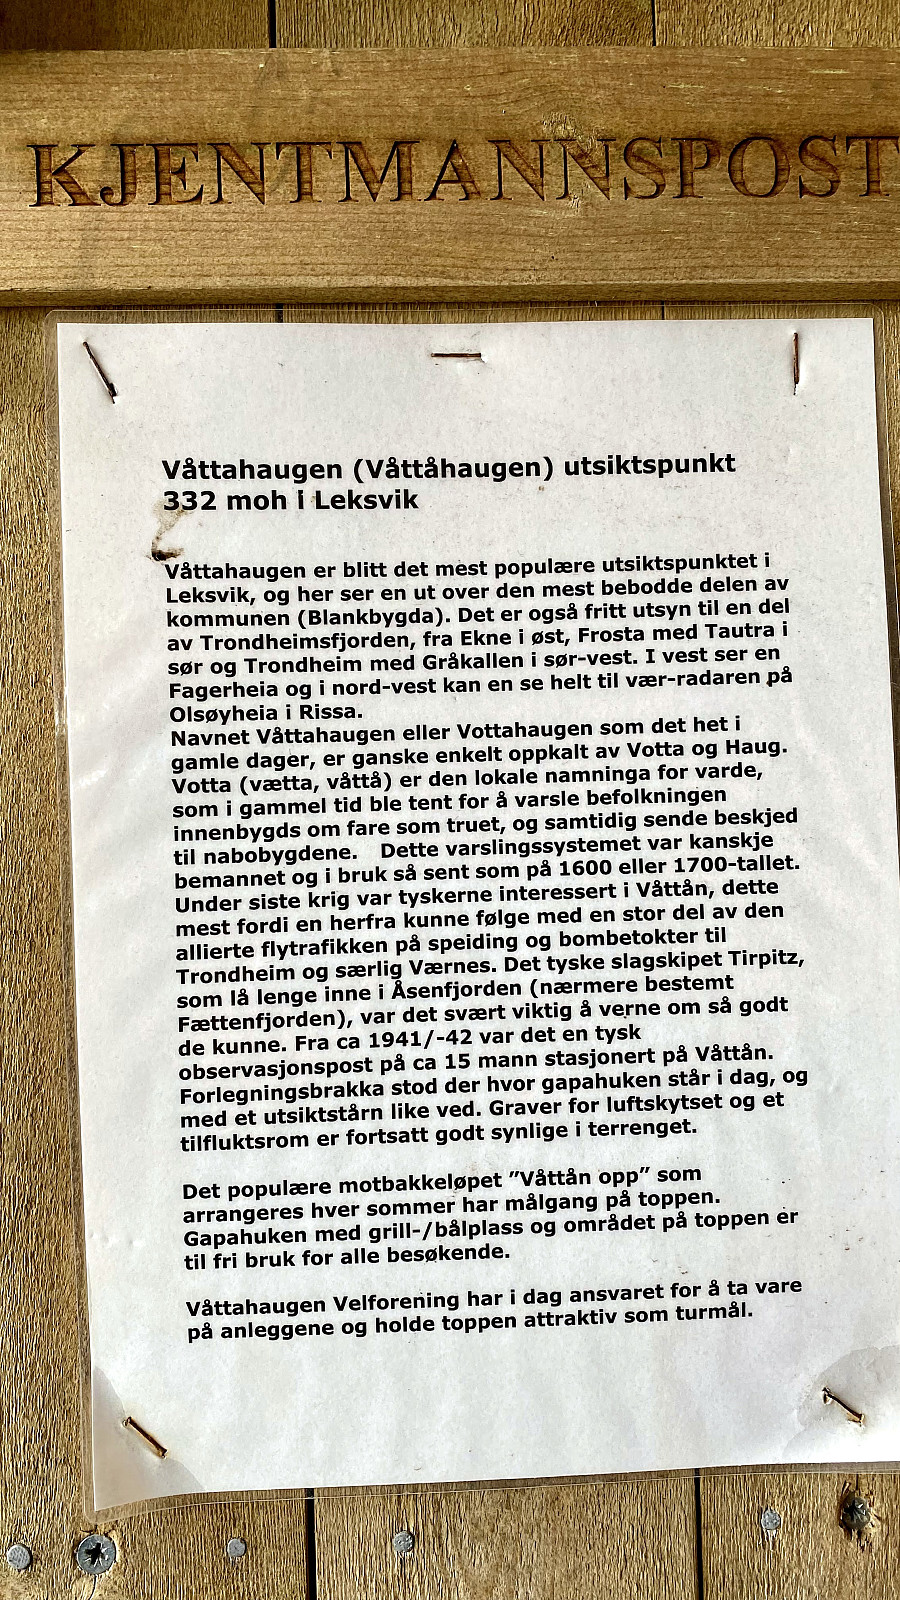 KJENTMANNSPOST
Våttahaugen (Våttåhaugen) utsiktspunkt
332 moh i Leksvik
Våttahaugen er blitt det mest populære utsiktspunktet i
Leksvik, og her ser en ut over den mest bebodde delen av
kommunen (Blankbygda). Det er også fritt utsyn til en del
av Trondheimsfjorden, fra Ekne i øst, Frosta med Tautra i
sør og Trondheim med Gråkallen i sør-vest. I vest ser en
Fagerheia og i nord-vest kan en se helt til vær-radaren på
Olsøyheia i Rissa.
Navnet Våttahaugen eller Vottahaugen som det het i
gamle dager, er ganske enkelt oppkalt av Votta og Haug.
Votta (vætta, våttå) er den lokale namninga for varde,
som i gammel tid ble tent for å varsle befolkningen
innenbygds om fare som truet, og samtidig sende beskjed
til nabobygdene. Dette varslingssystemet var kanskje
bemannet og i bruk så sent som på 1600 eller 1700-tallet.
Under siste krig var tyskerne interessert i Våttån, dette
mest fordi en herfra kunne følge med en stor del av den
allierte flytrafikken på speiding og bombetokter til
Trondheim og særlig Værnes. Det tyske slagskipet Tirpitz,
som lå lenge inne i Åsenfjorden (nærmere bestemt
Fættenfjorden), var det svært viktig å verne om så godt
de kunne. Fra ca 1941/-42 var det en tysk
observasjonspost på ca 15 mann stasjonert på Våttån.
Forlegningsbrakka stod der hvor gapahuken står i dag, og
med et utsiktstårn like ved. Graver for luftskytset og et
tilfluktsrom er fortsatt godt synlige i terrenget.
Det populære motbakkeløpet ”Våttån opp” som
arrangeres hver sommer har målgang på toppen.
Gapahuken med grill-/bålplass og området på toppen er
til fri bruk for alle besøkende.
Våttahaugen Velforening har i dag ansvaret for å ta vare
på anleggene og holde toppen attraktiv som turmål.